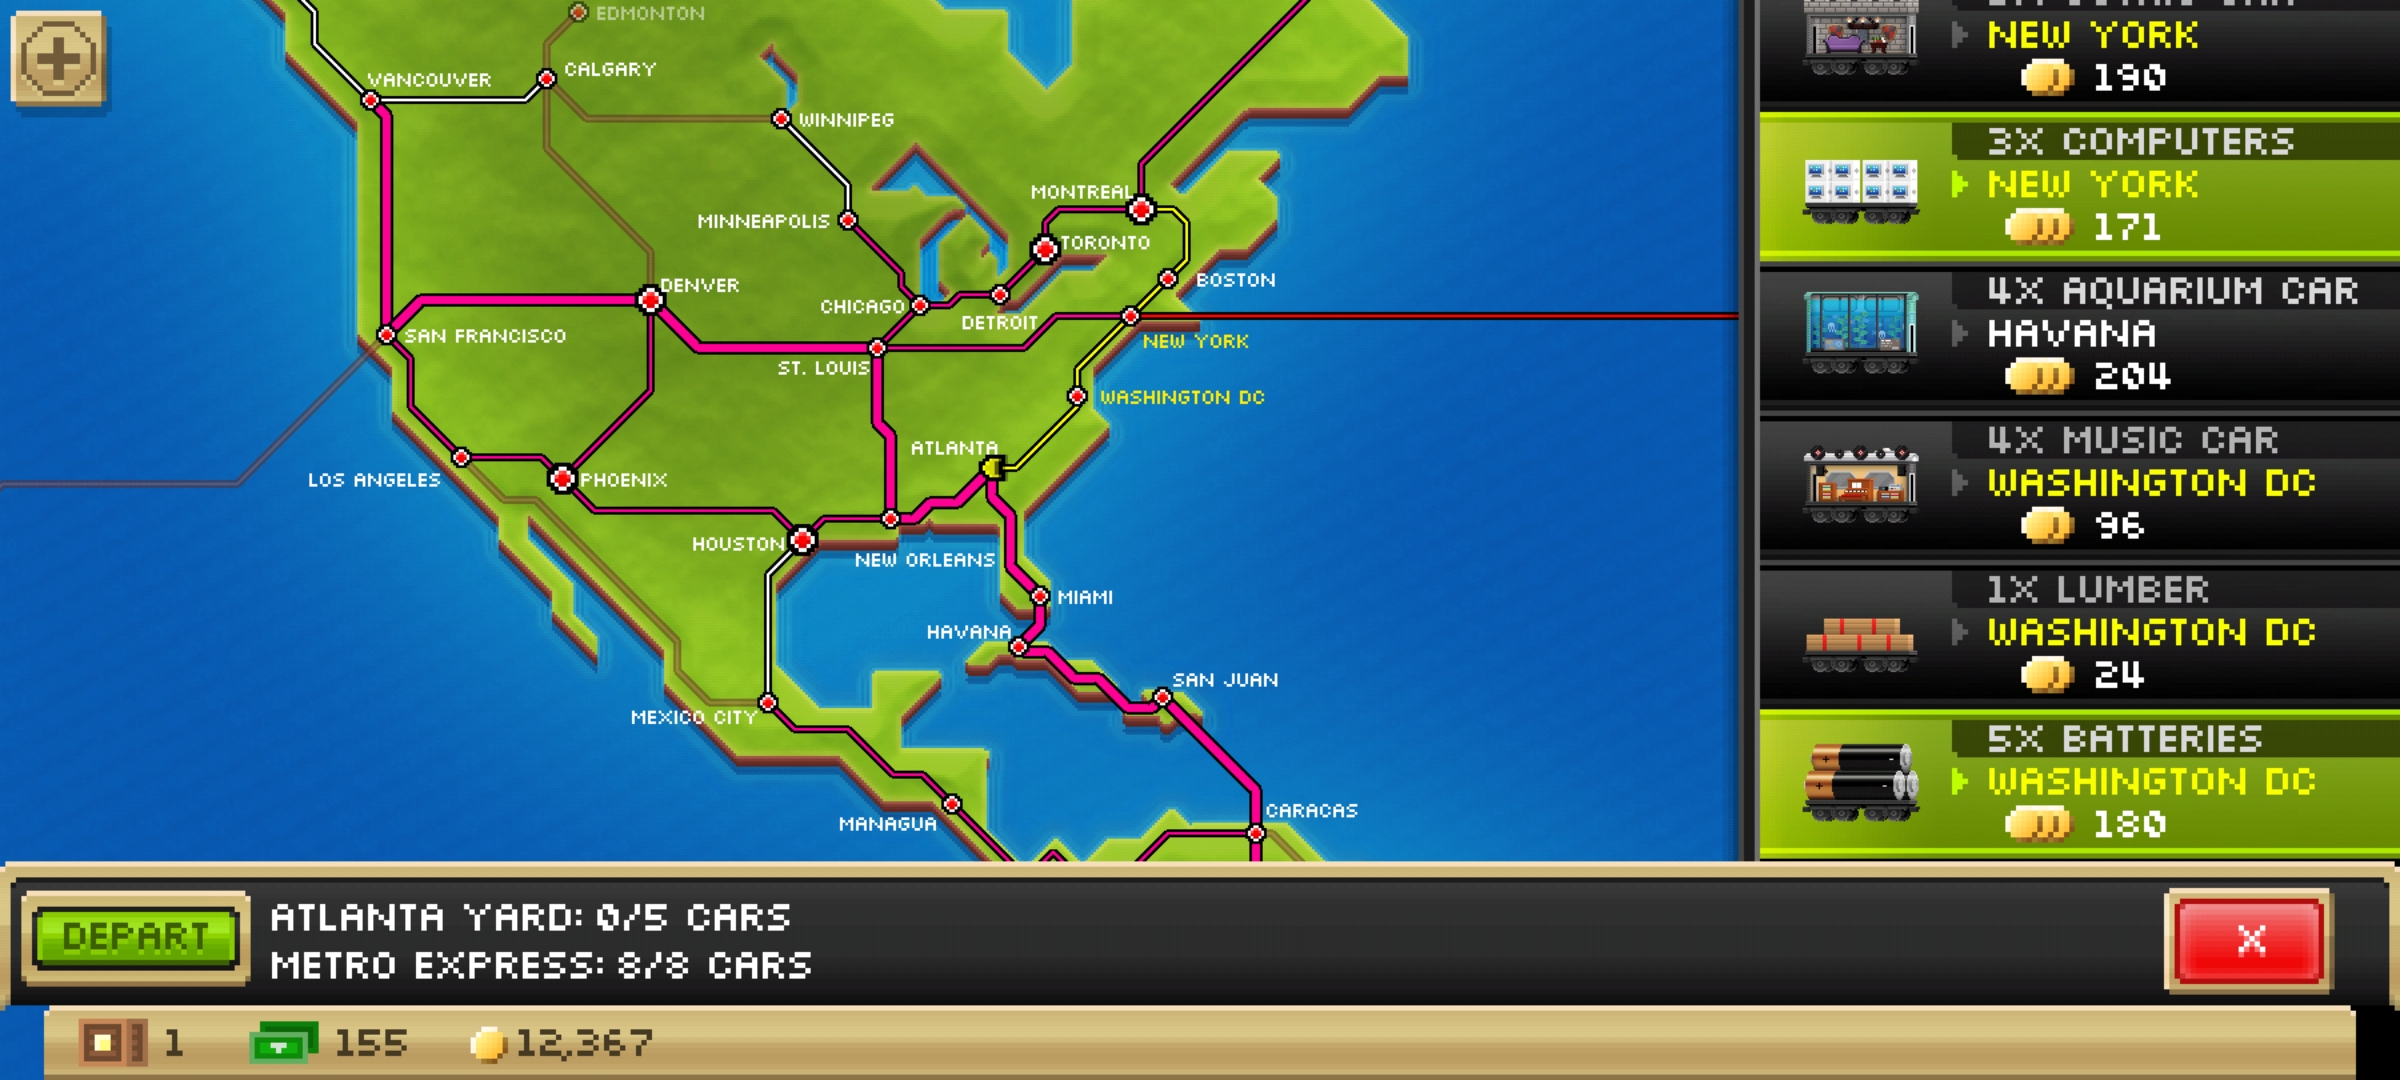 EDMONTON
VANCOUVER
CALGARY
WINNIPEG
MONTREAL
MINNEAPOLIS
TORONTO
DENVER
BOSTON
CHICAGO
DETROIT
SAN FRANCISCO
NEW YORK
ST. LOUIS
WASHINGTON DC
ATLANTA
LOS ANGELES
PHOENIX
HOUSTON
NEW ORLEANS
MIAMI
HAVANA
SAN JUAN
MEXICO CITY
CARACAS
MANAGUA
NEW YORK
190
3X COMPUTERS
NEW YORK
171
4X AQUARIUM CAR
HAVANA
204
4X MUSIC CAR
WASHINGTON DC
96
1X LUMBER
WASHINGTON DC
24
5X BATTERIES
WASHINGTON DC
180
DEPART
ATLANTA YARD: 0/5 CARS
METRO EXPRESS: 8/8 CARS
X
1
155
12,367